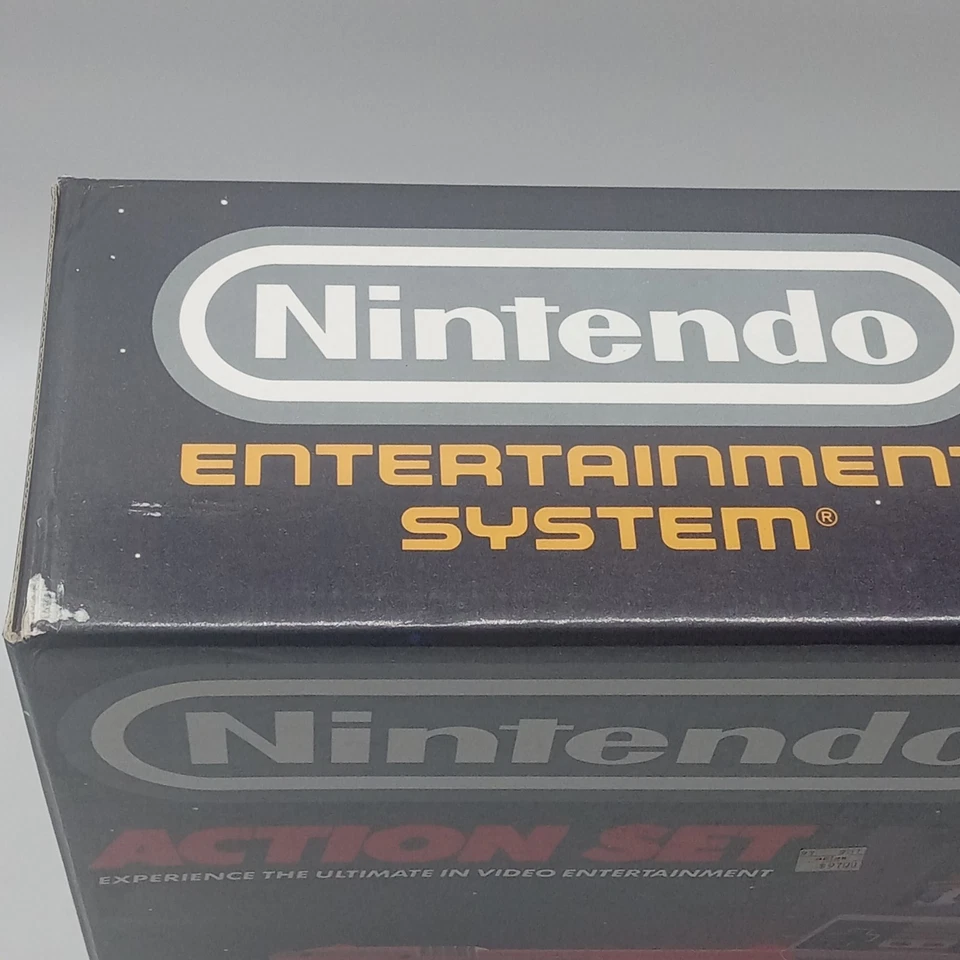 Nintendo
ENTERTAINMENT
SYSTEM®
Nintendo
ACTION SET
EXPERIENCE THE ULTIMATE IN VIDEO ENTERTAINMENT